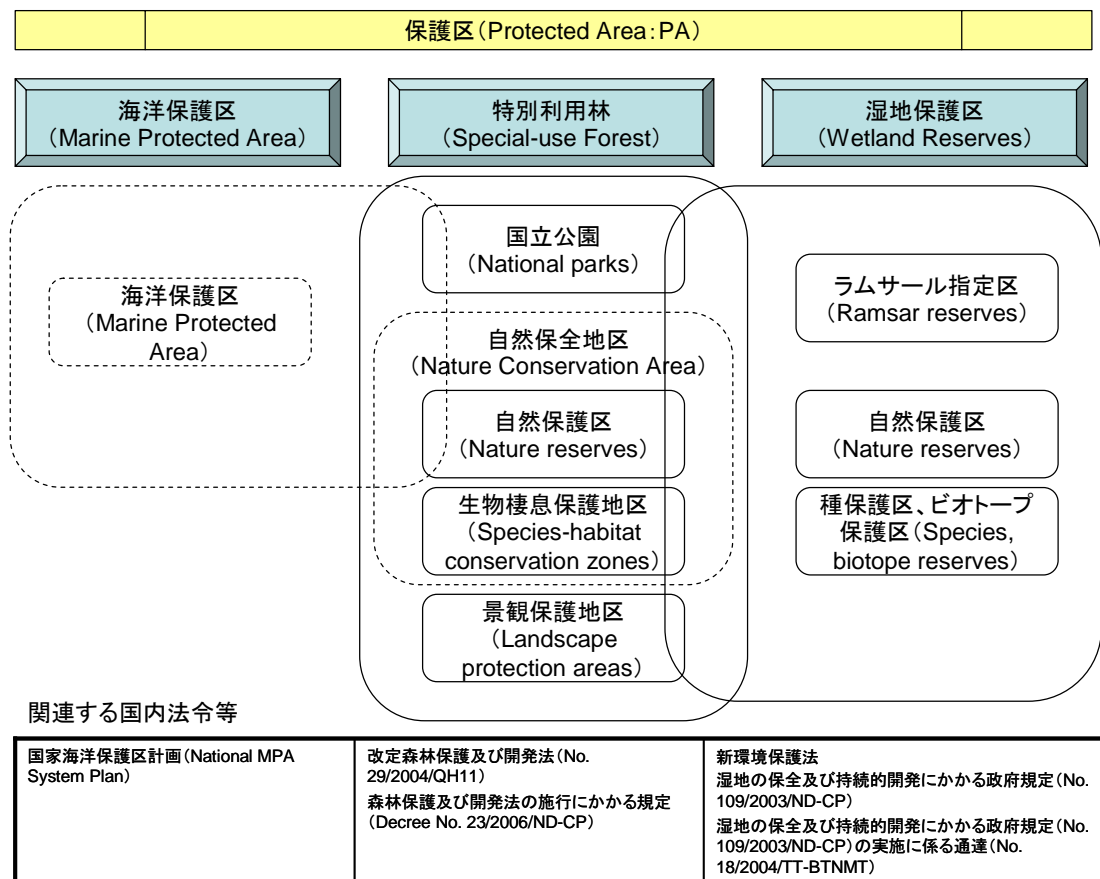 保護区(Protected Area:PA)
海洋保護区
(Marine Protected Area)
特別利用林
(Special-use Forest)
湿地保護区
(Wetland Reserves)
海洋保護区
(Marine Protected
Area)
国立公園
(National parks)
自然保全地区
(Nature Conservation Area)
自然保護区
(Nature reserves)
生物棲息保護地区
(Species-habitat
conservation zones)
景観保護地区
(Landscape
protection areas)
ラムサール指定区
(Ramsar reserves)
自然保護区
(Nature reserves)
種保護区、ビオトープ
保護区(Species,
biotope reserves)
関連する国内法令等
国家海洋保護区計画(National MPA
System Plan)
改定森林保護及び開発法(No.
29/2004/QH11)
森林保護及び開発法の施行にかかる規定
(Decree No. 23/2006/ND-CP)
新環境保護法
湿地の保全及び持続的開発にかかる政府規定(No.
109/2003/ND-CP)
湿地の保全及び持続的開発にかかる政府規定(No.
109/2003/ND-CP)の実施に係る通達(No.
18/2004/TT-BTNMT)